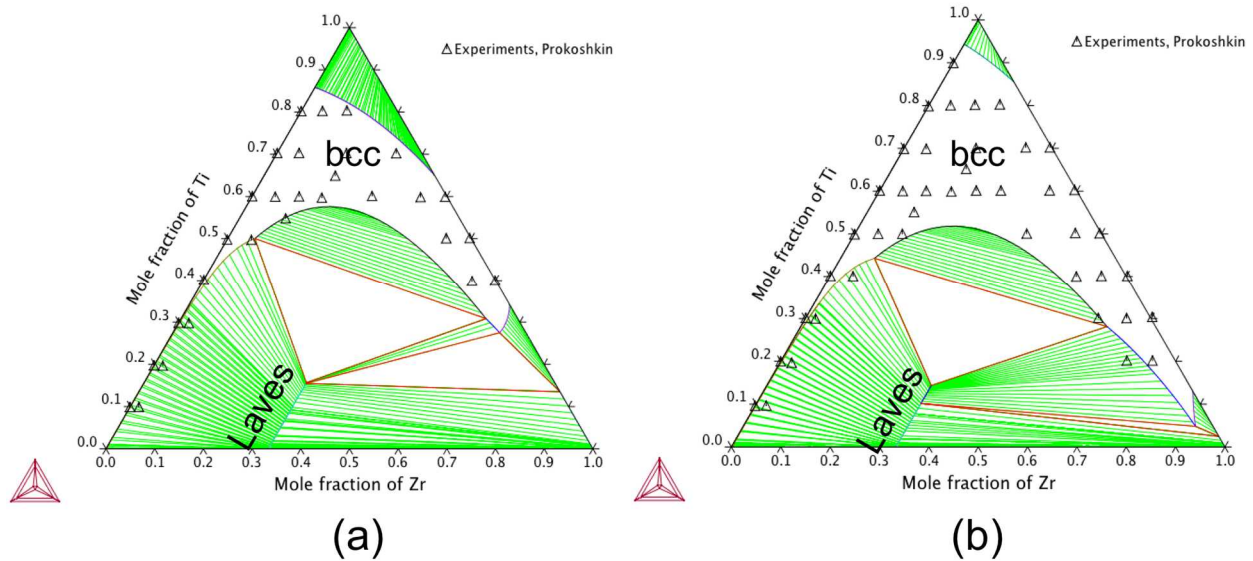 1.0
△ Experiments, Prokoshkin
0.9
0.8
0.7
bcc
0.6
0.5
0.4
0.3
0.2
0.1
0.0
Mole fraction of Ti
Laves
0.0 0.1 0.2 0.3 0.4 0.5 0.6 0.7 0.8 0.9 1.0
Mole fraction of Zr
(a)
1.0
△ Experiments, Prokoshkin
0.9
0.8
0.7
bcc
0.6
0.5
0.4
0.3
0.2
0.1
0.0
Mole fraction of Ti
Laves
0.0 0.1 0.2 0.3 0.4 0.5 0.6 0.7 0.8 0.9 1.0
Mole fraction of Zr
(b)